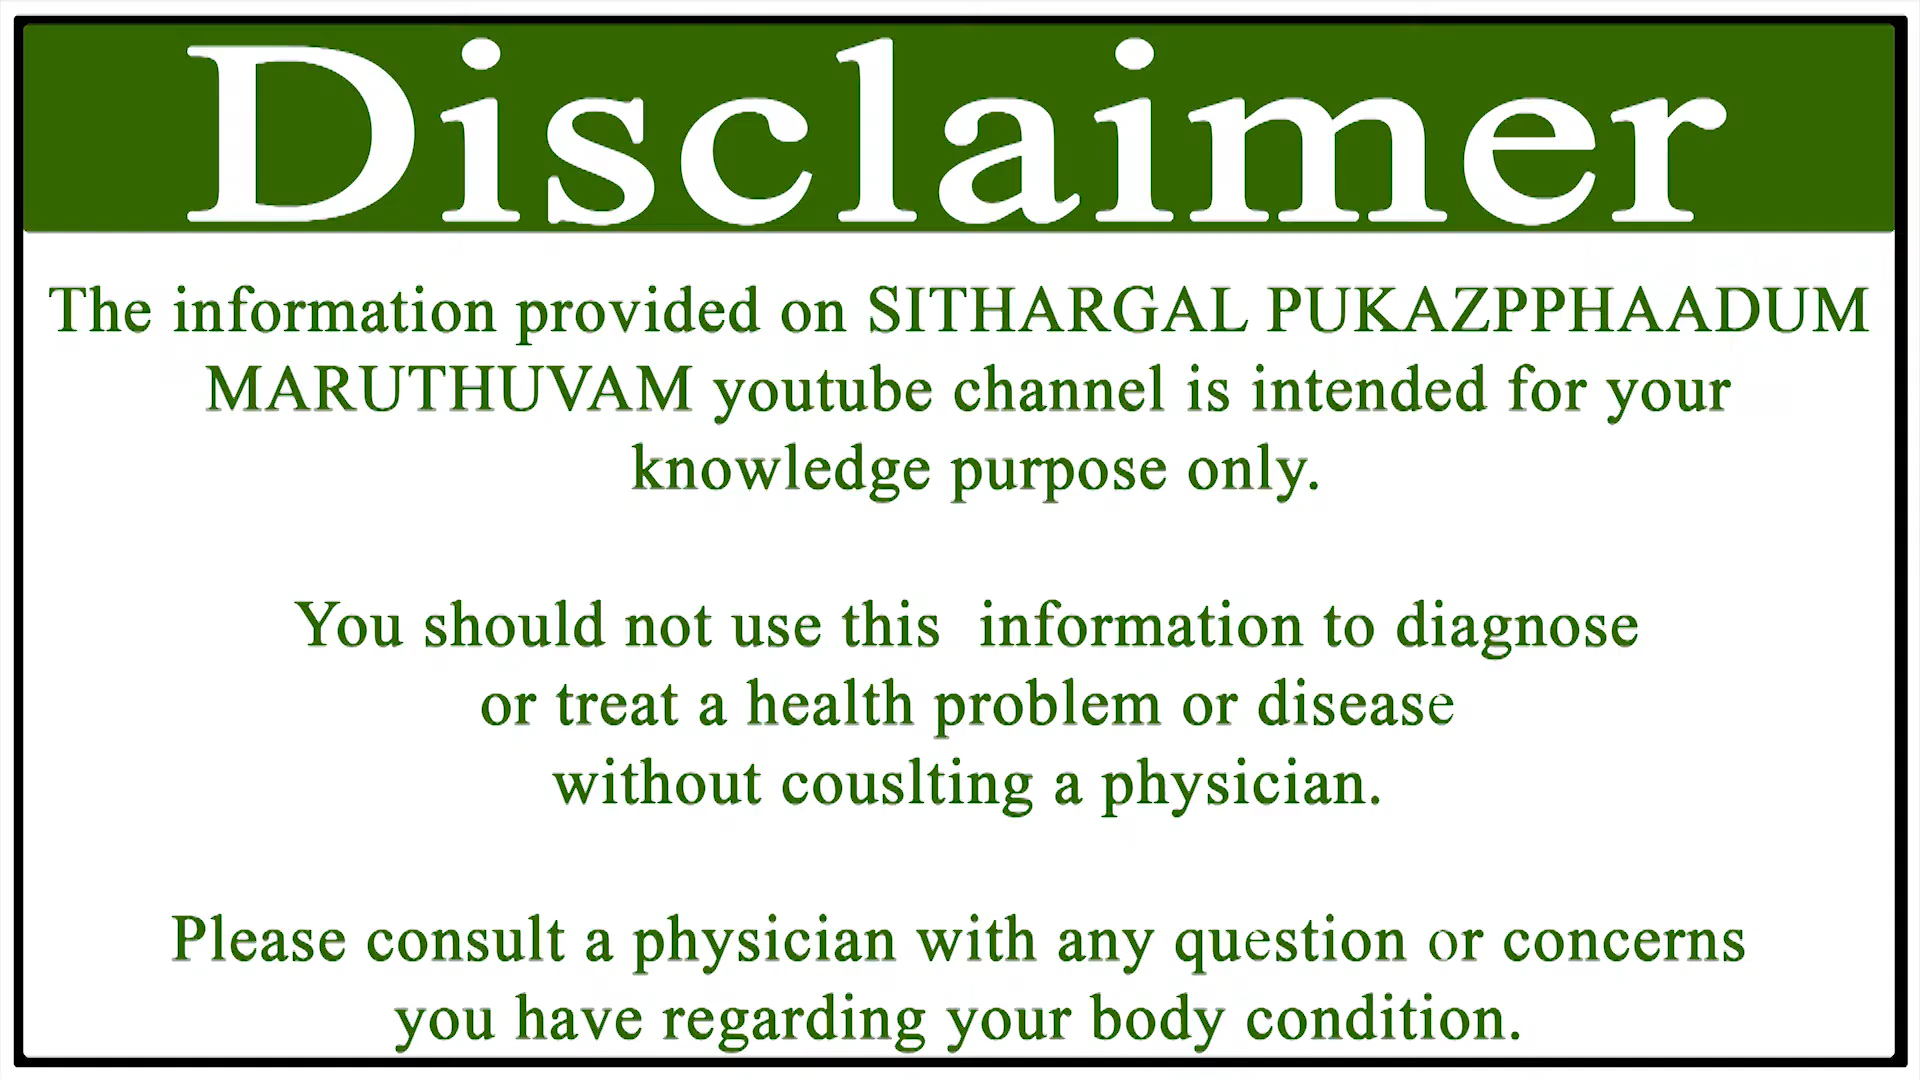 Disclaimer
The information provided on SITHARGAL PUKAZPPHAADUM
MARUTHUVAM youtube channel is intended for your
knowledge purpose only.
You should not use this  information to diagnose
or treat a health problem or disease
without couslting a physician.
Please consult a physician with any question or concerns
you have regarding your body condition.